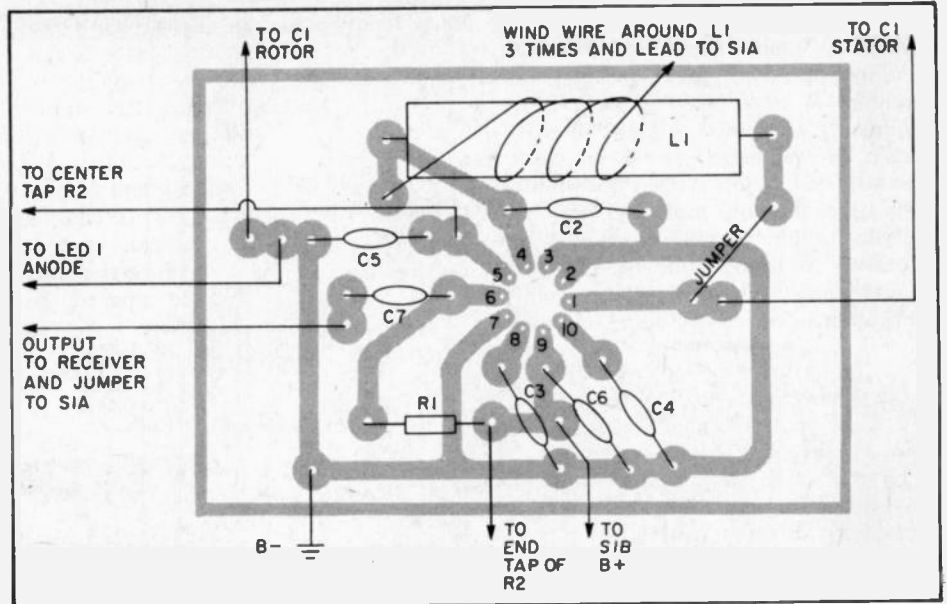 TO C1
ROTOR
WIND WIRE AROUND L1
3 TIMES AND LEAD TO S1A
TO C1
STATOR
L1
TO CENTER
TAP R2
C2
C5
TO LED 1
ANODE
4
3
5
2
JUMPER
6
1
C7
7
10
8
9
OUTPUT
TO RECEIVER
AND JUMPER
TO S1A
R1
C3
C6
C4
B-
TO
END
TAP OF
R2
TO
S1B
B+